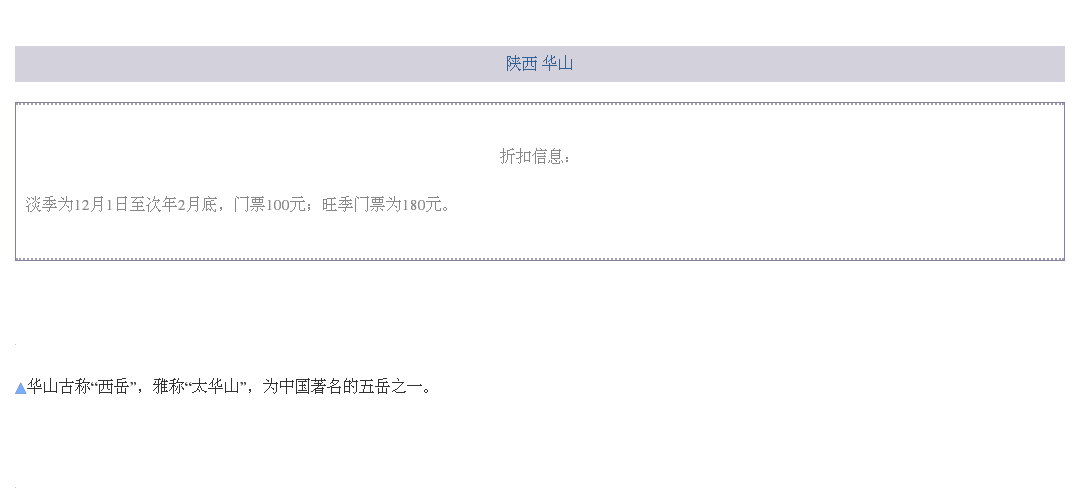 陕西 华山
折扣信息：
淡季为12月1日至次年2月底，门票100元；旺季门票为180元。
▲华山古称“西岳”，雅称“太华山”，为中国著名的五岳之一。